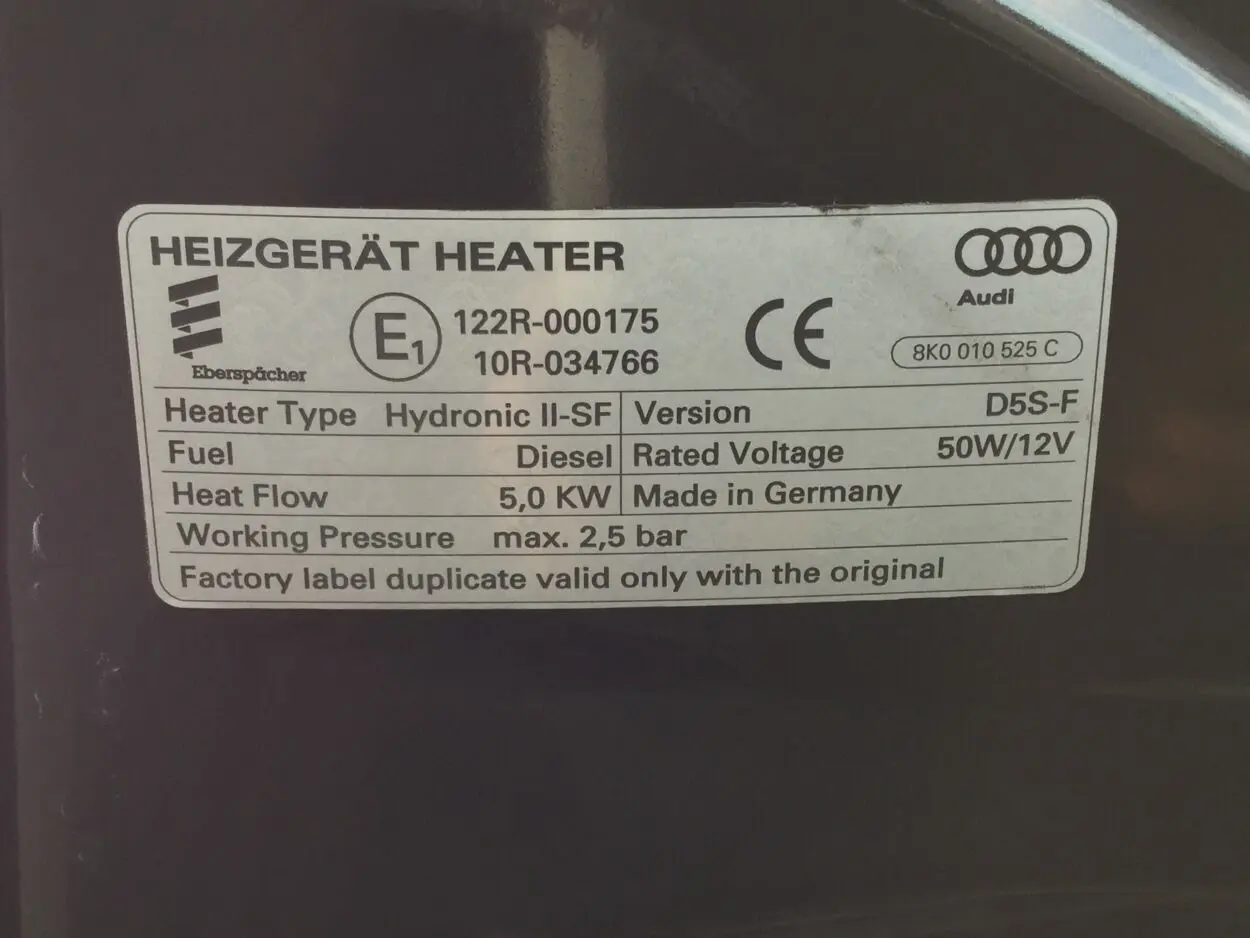 HEIZGERÄT HEATER
Audi
Eberspächer
E1
122R-000175
10R-034766
CE
8K0 010 525 C
Heater Type Hydronic II-SF Version D5S-F
Fuel Diesel Rated Voltage 50W/12V
Heat Flow 5,0 KW Made in Germany
Working Pressure max. 2,5 bar
Factory label duplicate valid only with the original